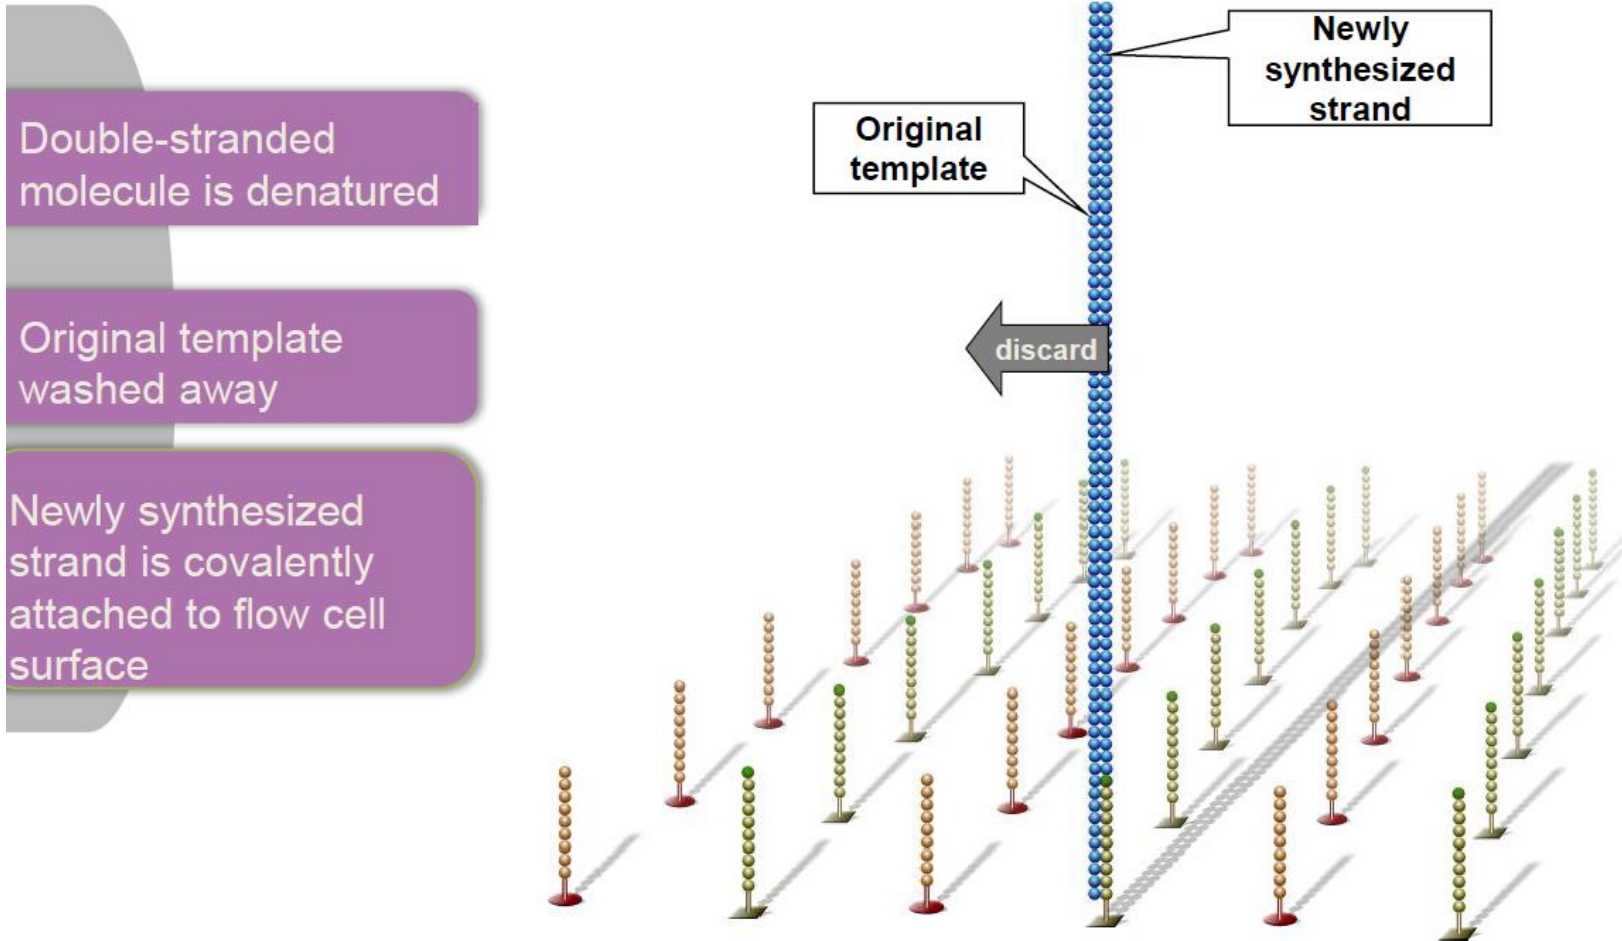 Double-stranded
molecule is denatured
Original template
washed away
Newly synthesized
strand is covalently
attached to flow cell
surface
Newly
synthesized
strand
Original
template
discard